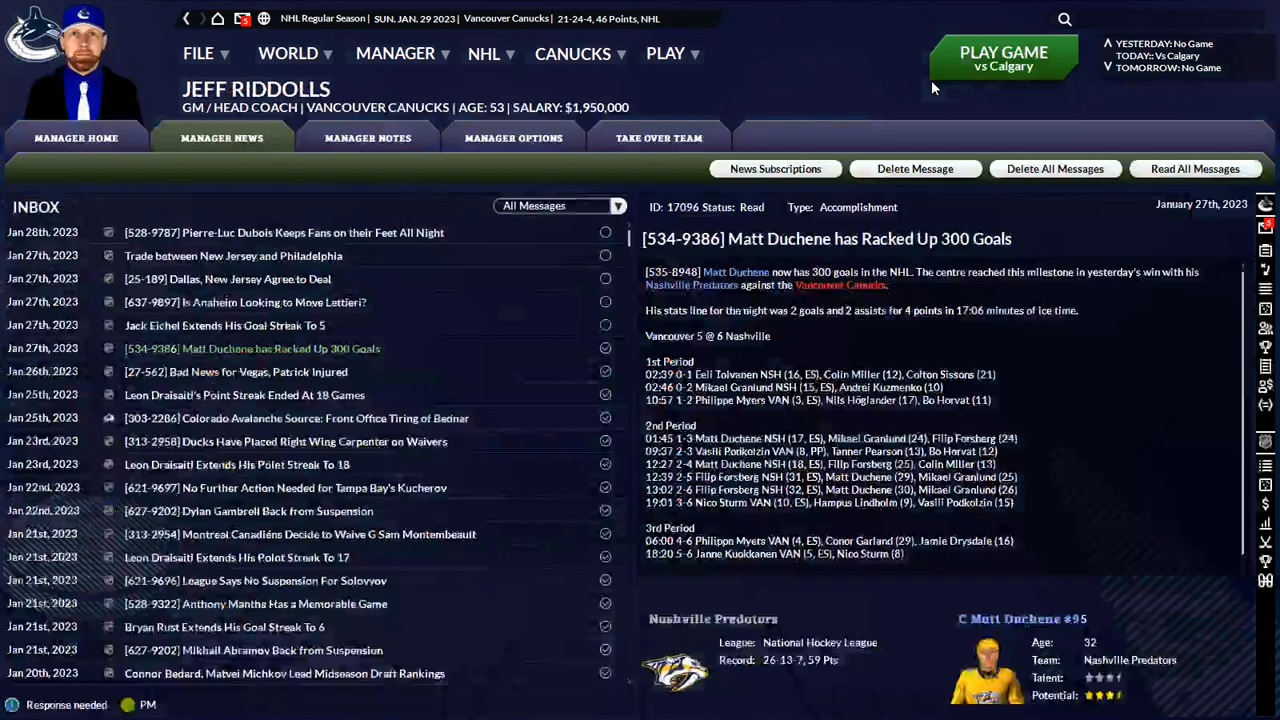 NHL Regular Season | SUN. JAN. 29 2023 | Vancouver Canucks | 21-24-4, 46 Points, NHL
5
FILE WORLD MANAGER NHL CANUCKS PLAY
PLAY GAME
vs Calgary
YESTERDAY: No Game
TODAY:: Vs Calgary
TOMORROW: No Game
JEFF RIDDOLLS
GM / HEAD COACH | VANCOUVER CANUCKS | AGE: 53 | SALARY: $1,950,000
MANAGER HOME MANAGER NEWS MANAGER NOTES MANAGER OPTIONS TAKE OVER TEAM
News Subscriptions Delete Message Delete All Messages Read All Messages
INBOX All Messages
Jan 28th, 2023 [528-9787] Pierre-Luc Dubois Keeps Fans on their Feet All Night
Jan 27th, 2023 Trade between New Jersey and Philadelphia
Jan 27th, 2023 [25-189] Dallas, New Jersey Agree to Deal
Jan 27th, 2023 [637-9897] Is Anaheim Looking to Move Lettieri?
Jan 27th, 2023 Jack Eichel Extends His Goal Streak To 5
Jan 27th, 2023 [534-9386] Matt Duchene has Racked Up 300 Goals
Jan 26th, 2023 [27-562] Bad News for Vegas, Patrick Injured
Jan 25th, 2023 Leon Draisaitl's Point Streak Ended At 18 Games
Jan 25th, 2023 [303-2286] Colorado Avalanche Source: Front Office Tiring of Bednar
Jan 23rd, 2023 [313-2958] Ducks Have Placed Right Wing Carpenter on Waivers
Jan 23rd, 2023 Leon Draisaitl Extends His Point Streak To 18
Jan 22nd, 2023 [621-9697] No Further Action Needed for Tampa Bay's Kucherov
Jan 22nd, 2023 [627-9202] Dylan Gambrell Back from Suspension
Jan 21st, 2023 [313-2954] Montreal Canadiens Decide to Waive G Sam Montembeault
Jan 21st, 2023 Leon Draisaitl Extends His Point Streak To 17
Jan 21st, 2023 [621-9696] League Says No Suspension For Solovyov
Jan 21st, 2023 [528-9322] Anthony Mantha Has a Memorable Game
Jan 21st, 2023 Bryan Rust Extends His Goal Streak To 6
Jan 21st, 2023 [627-9202] Mikhail Abramov Back from Suspension
Jan 20th, 2023 Connor Bedard, Matvei Michkov Lead Midseason Draft Rankings
Response needed PM
ID: 17096 Status: Read Type: Accomplishment January 27th, 2023
[534-9386] Matt Duchene has Racked Up 300 Goals
[535-8948] Matt Duchene now has 300 goals in the NHL. The centre reached this milestone in yesterday's win with his
Nashville Predators against the Vancouver Canucks.
His stats line for the night was 2 goals and 2 assists for 4 points in 17:06 minutes of ice time.
Vancouver 5 @ 6 Nashville
1st Period
02:39 0-1 Eeli Tolvanen NSH (16, ES), Colin Miller (12), Colton Sissons (21)
02:46 0-2 Mikael Granlund NSH (15, ES), Andrei Kuzmenko (10)
10:57 1-2 Philippe Myers VAN (3, ES), Nils Höglander (17), Bo Horvat (11)
2nd Period
01:45 1-3 Matt Duchene NSH (17, ES), Mikael Granlund (24), Filip Forsberg (24)
09:37 2-3 Vasili Podkolzin VAN (8, PP), Tanner Pearson (13), Bo Horvat (12)
12:27 2-4 Matt Duchene NSH (18, ES), Filip Forsberg (25), Colin Miller (13)
12:39 2-5 Filip Forsberg NSH (31, ES), Matt Duchene (29), Mikael Granlund (25)
13:02 2-6 Filip Forsberg NSH (32, ES), Matt Duchene (30), Mikael Granlund (26)
19:01 3-6 Nico Sturm VAN (10, ES), Hampus Lindholm (9), Vasili Podkolzin (15)
3rd Period
06:00 4-6 Philippe Myers VAN (4, ES), Conor Garland (29), Jamie Drysdale (16)
18:20 5-6 Janne Kuokkanen VAN (5, ES), Nico Sturm (8)
Nashville Predators
League: National Hockey League
Record: 26-13-7, 59 Pts
C Matt Duchene #95
Age: 32
Team: Nashville Predators
Talent:
Potential:
5